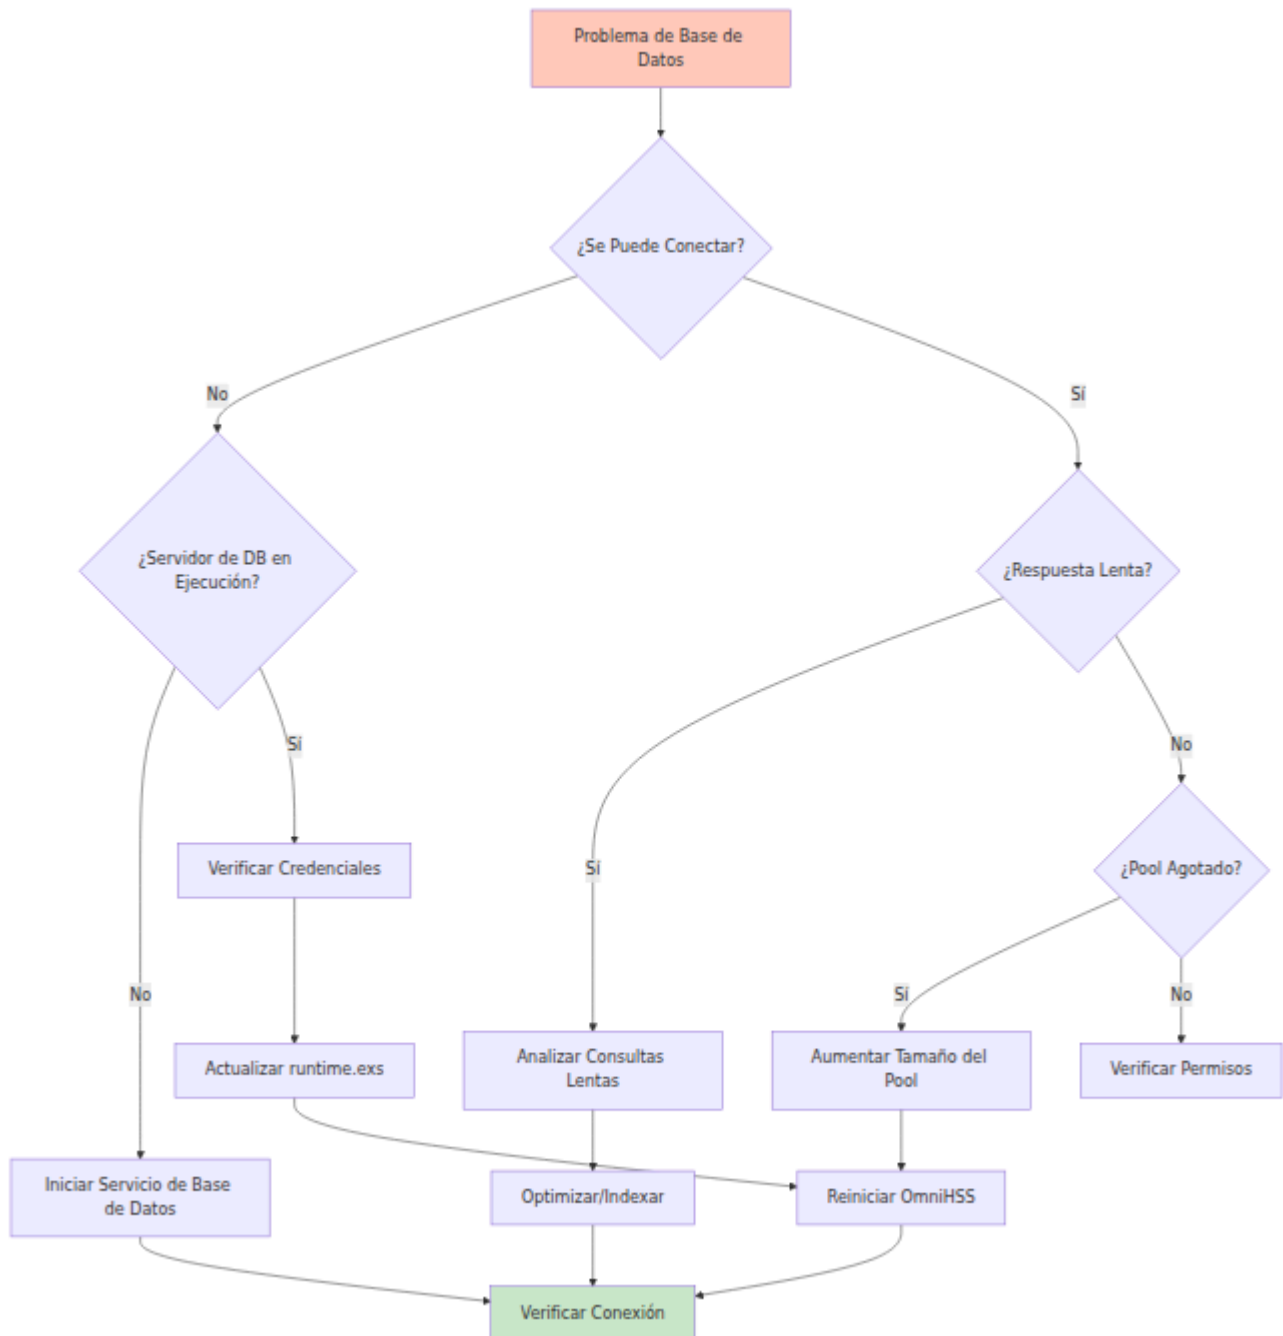 Problema de Base de
Datos
¿Se Puede Conectar?
No
Sí
¿Servidor de DB en
Ejecución?
¿Respuesta Lenta?
Sí
No
Verificar Credenciales
Sí
¿Pool Agotado?
No
Sí
No
Actualizar runtime.exs
Analizar Consultas
Lentas
Aumentar Tamaño del
Pool
Verificar Permisos
Iniciar Servicio de Base
de Datos
Optimizar/Indexar
Reiniciar OmniHSS
Verificar Conexión